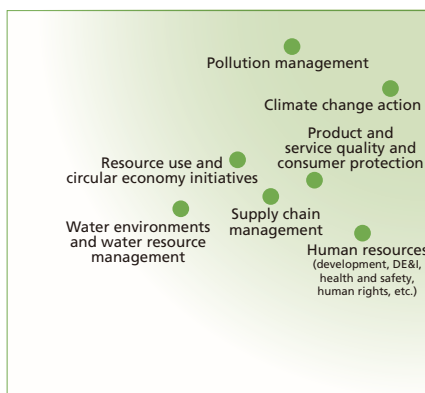 Pollution management
Climate change action
Product and
service quality and
consumer protection
Resource use and
circular economy initiatives
Supply chain
management
Water environments
and water resource
management
Human resources
(development, DE&I,
health and safety,
human rights, etc.)